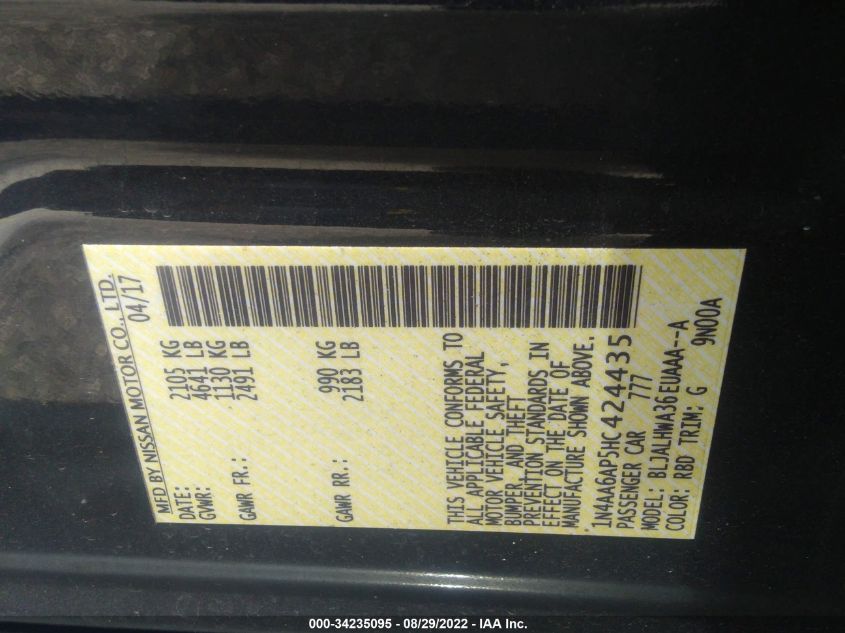 MFD BY NISSAN MOTOR CO., LTD.
DATE: 04/17
GVWR: 2105 KG
4641 LB
GAWR FR.: 1130 KG
2491 LB
GAWR RR.: 990 KG
2183 LB
THIS VEHICLE CONFORMS TO
ALL APPLICABLE FEDERAL
MOTOR VEHICLE SAFETY,
BUMPER, AND THEFT
PREVENTION STANDARDS IN
EFFECT ON THE DATE OF
MANUFACTURE SHOWN ABOVE.
1N4AA6AP5HC424435
PASSENGER CAR 777
MODEL: BLJALHWA36EUAAA--A
COLOR: RBD TRIM: G 9N00A
000-34235095 - 08/29/2022 - IAA Inc.